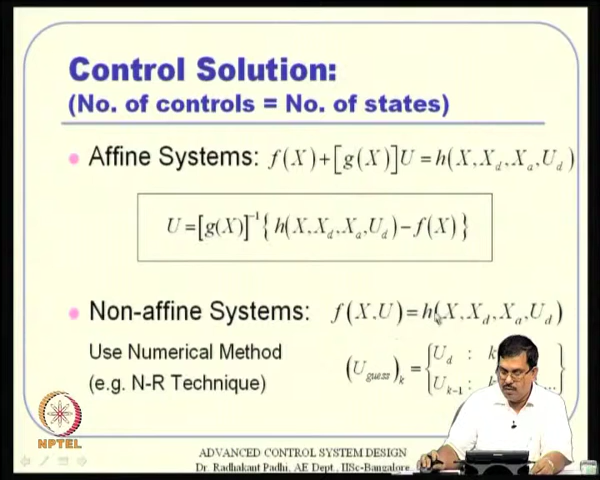 Control Solution:
(No. of controls = No. of states)
Affine Systems: f(X)+[g(X)]U = h(X,X_d,X_a,U_d)
U = [g(X)]^{-1} { h(X,X_d,X_a,U_d) − f(X) }
Non-affine Systems: f(X,U) = h(X,X_d,X_a,U_d)
Use Numerical Method
(e.g. N-R Technique)
(U_guess)_k = { U_d : k
U_{k-1} : ... }
NPTEL
ADVANCED CONTROL SYSTEM DESIGN
Dr. Radhakant Padhi, AE Dept., IISc-Bangalore